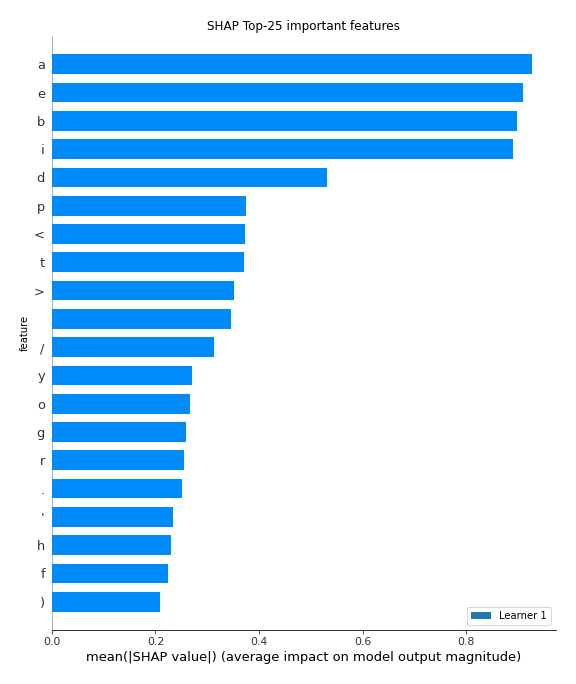 SHAP Top-25 important features
a
e
b
i
d
p
<
t
>
/
y
o
g
r
.
'
h
f
)
feature
Learner 1
0.0 0.2 0.4 0.6 0.8
mean(|SHAP value|) (average impact on model output magnitude)